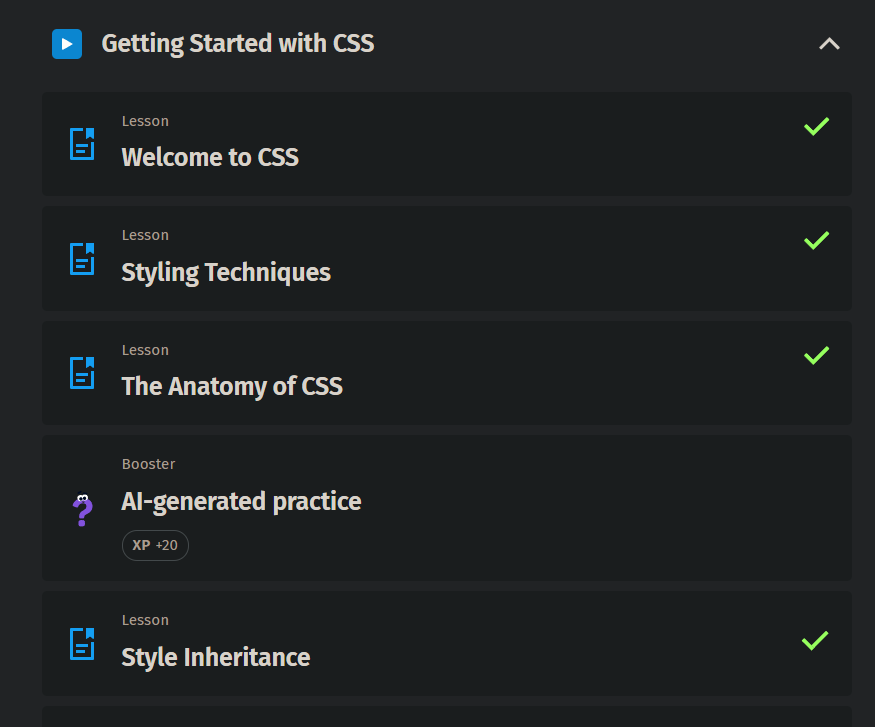 Getting Started with CSS
Lesson
Welcome to CSS
Lesson
Styling Techniques
Lesson
The Anatomy of CSS
Booster
AI-generated practice
XP +20
Lesson
Style Inheritance